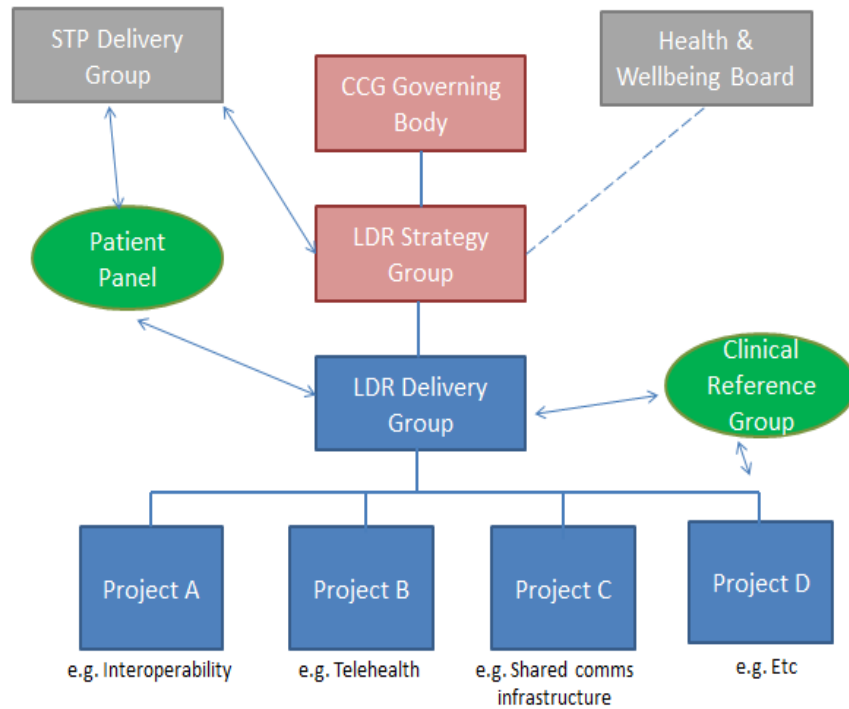 STP Delivery
Group
CCG Governing
Body
Health &
Wellbeing Board
Patient
Panel
LDR Strategy
Group
LDR Delivery
Group
Clinical
Reference
Group
Project A
Project B
Project C
Project D
e.g. Interoperability
e.g. Telehealth
e.g. Shared comms
infrastructure
e.g. Etc